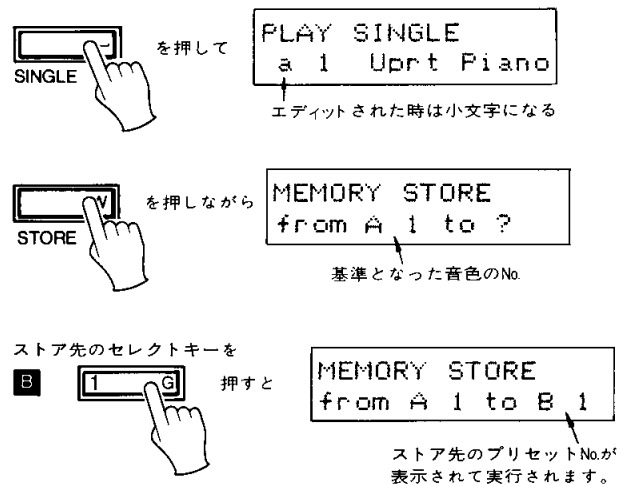 を押して
SINGLE
PLAY SINGLE
a 1 Uprt Piano
エディットされた時は小文字になる
W
を押しながら
STORE
MEMORY STORE
from A 1 to ?
基準となった音色のNo.
ストア先のセレクトキーを
B 1 G 押すと
MEMORY STORE
from A 1 to B 1
ストア先のプリセットNo.が
表示されて実行されます。